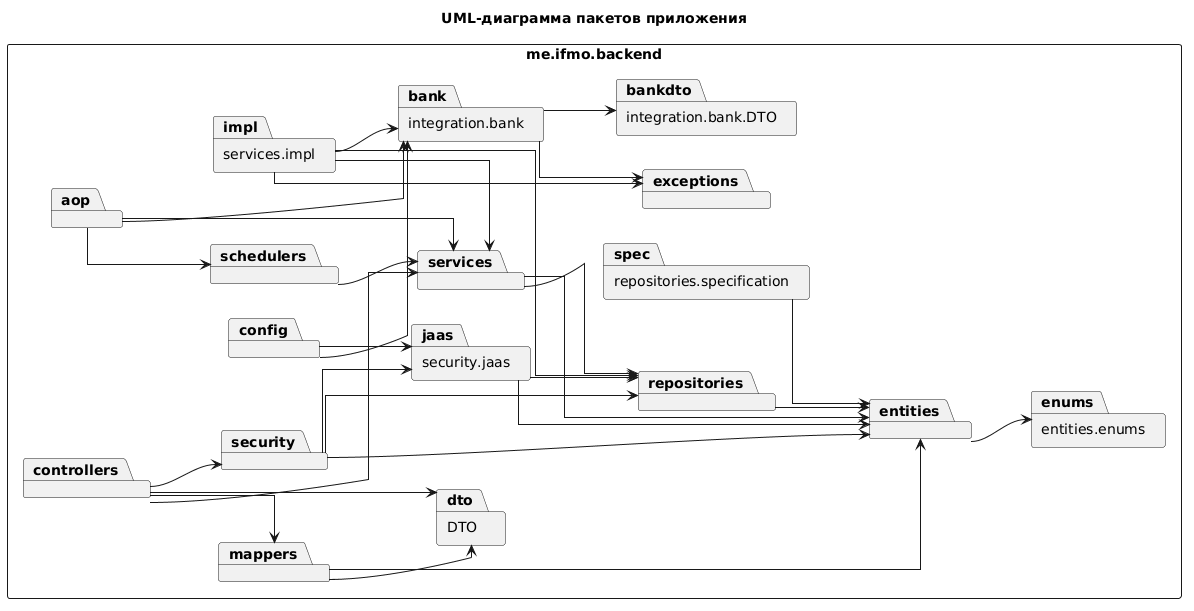 UML-диаграмма пакетов приложения
me.ifmo.backend
bank
integration.bank
bankdto
integration.bank.DTO
impl
services.impl
exceptions
aop
schedulers
services
spec
repositories.specification
config
jaas
security.jaas
repositories
entities
enums
entities.enums
security
controllers
dto
DTO
mappers